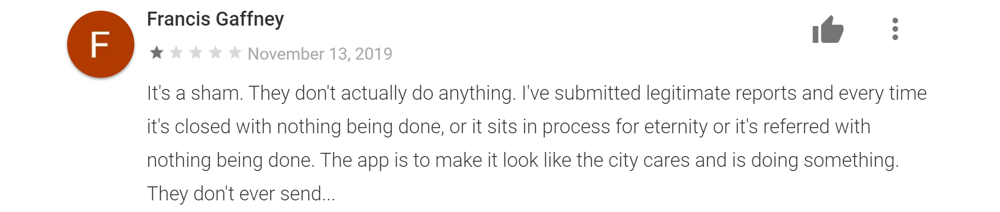 F
Francis Gaffney
November 13, 2019
It's a sham. They don't actually do anything. I've submitted legitimate reports and every time
it's closed with nothing being done, or it sits in process for eternity or it's referred with
nothing being done. The app is to make it look like the city cares and is doing something.
They don't ever send...